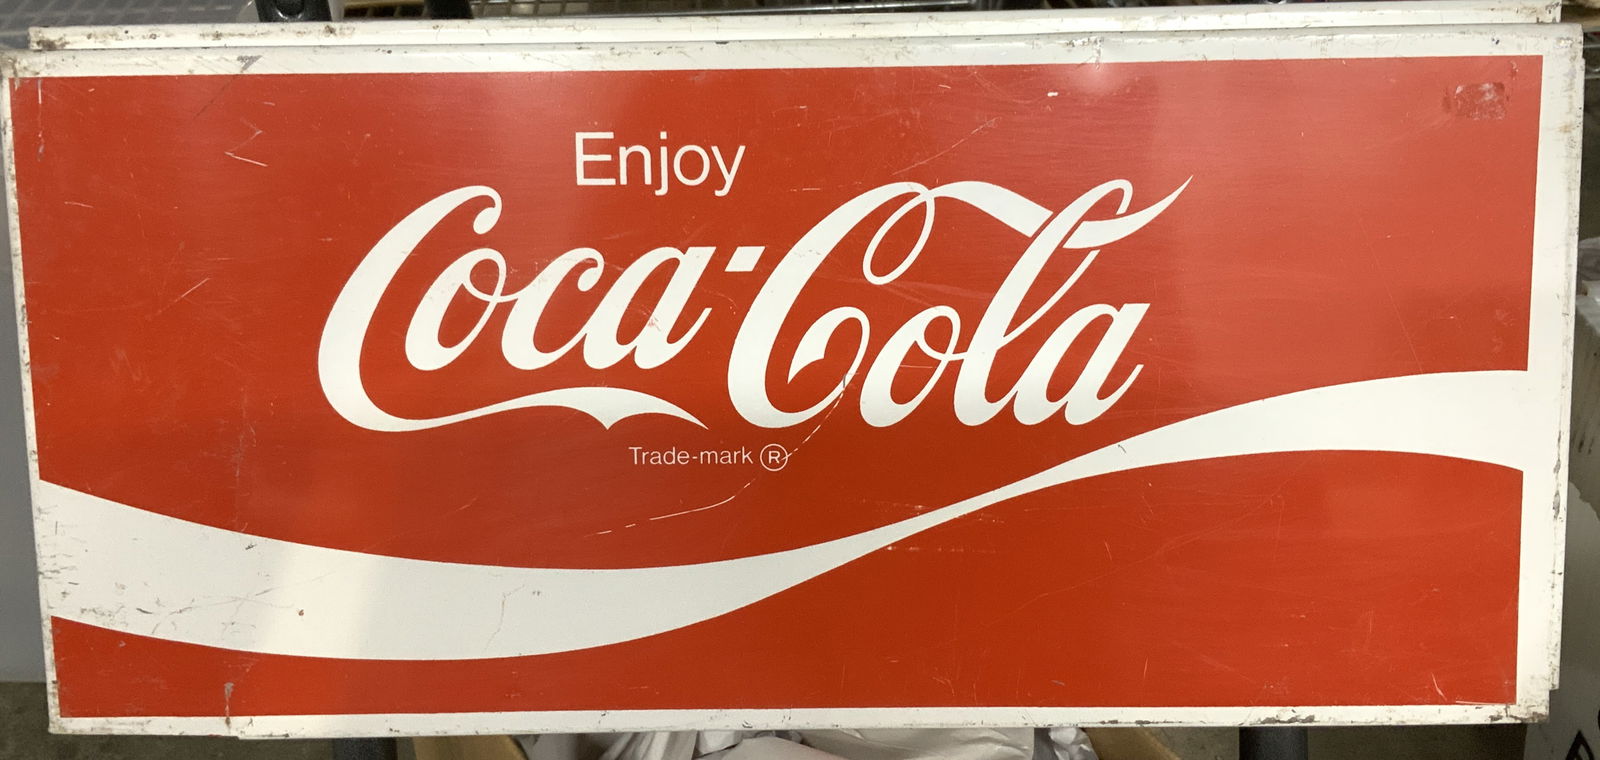 Enjoy
Coca-Cola
Trade-mark ®